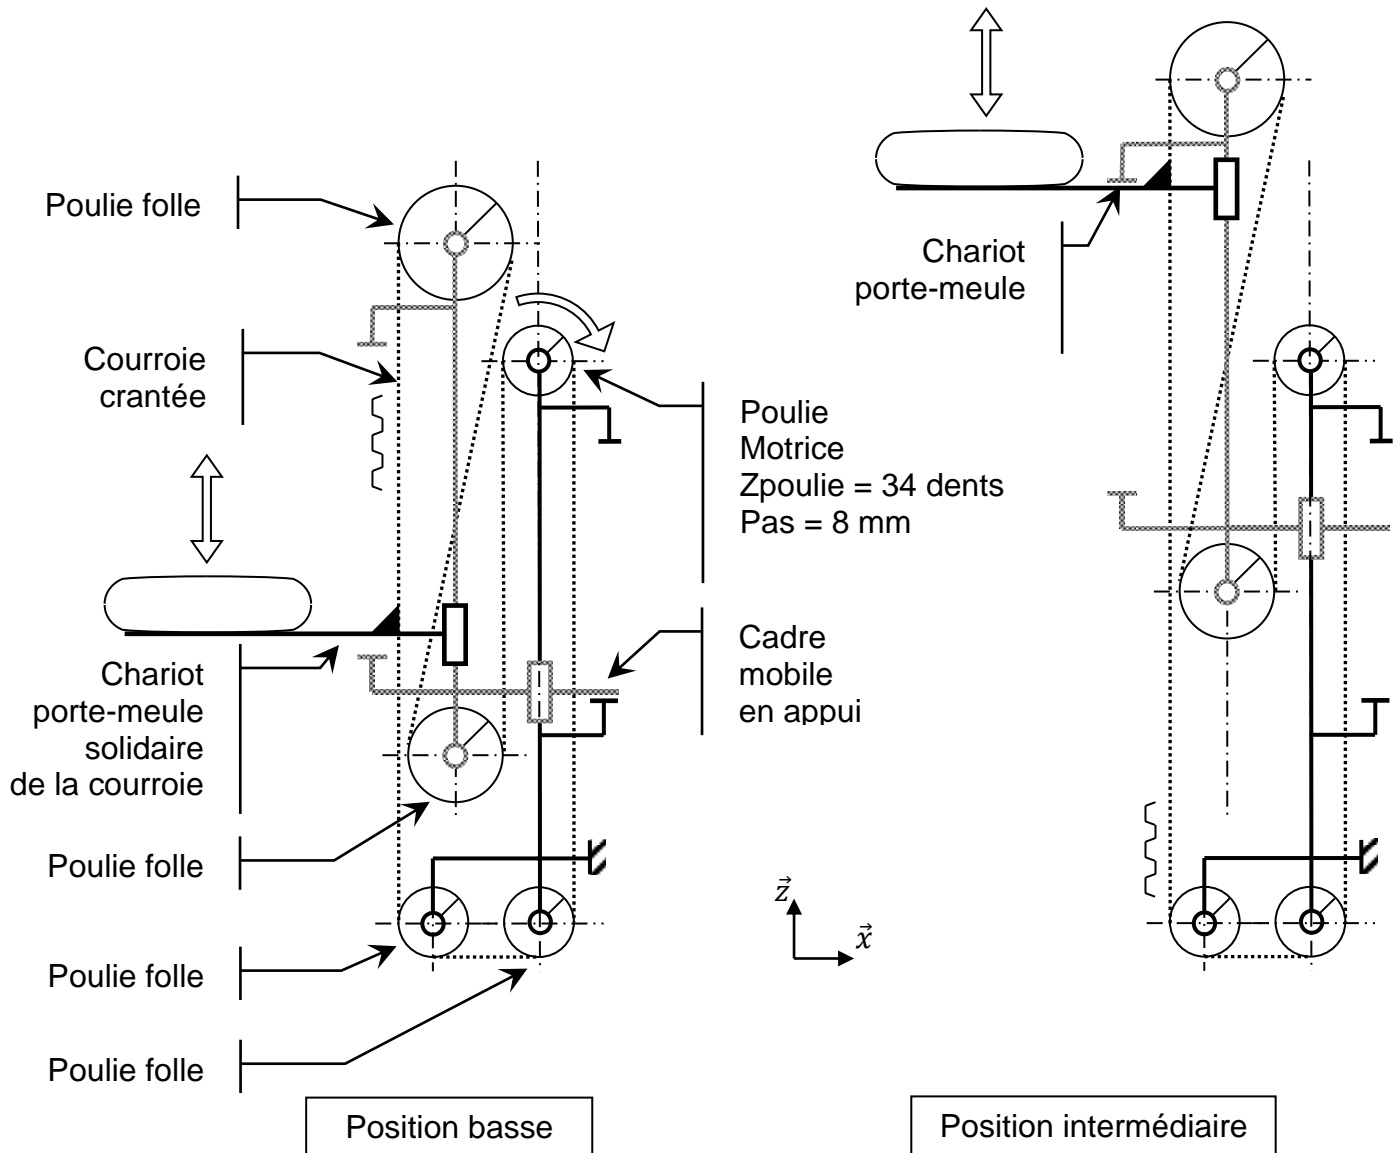 Poulie folle
Courroie
crantée
Chariot
porte-meule
solidaire
de la courroie
Poulie folle
Poulie folle
Poulie folle
Poulie
Motrice
Zpoulie = 34 dents
Pas = 8 mm
Cadre
mobile
en appui
z⃗
x⃗
Position basse
Chariot
porte-meule
Position intermédiaire